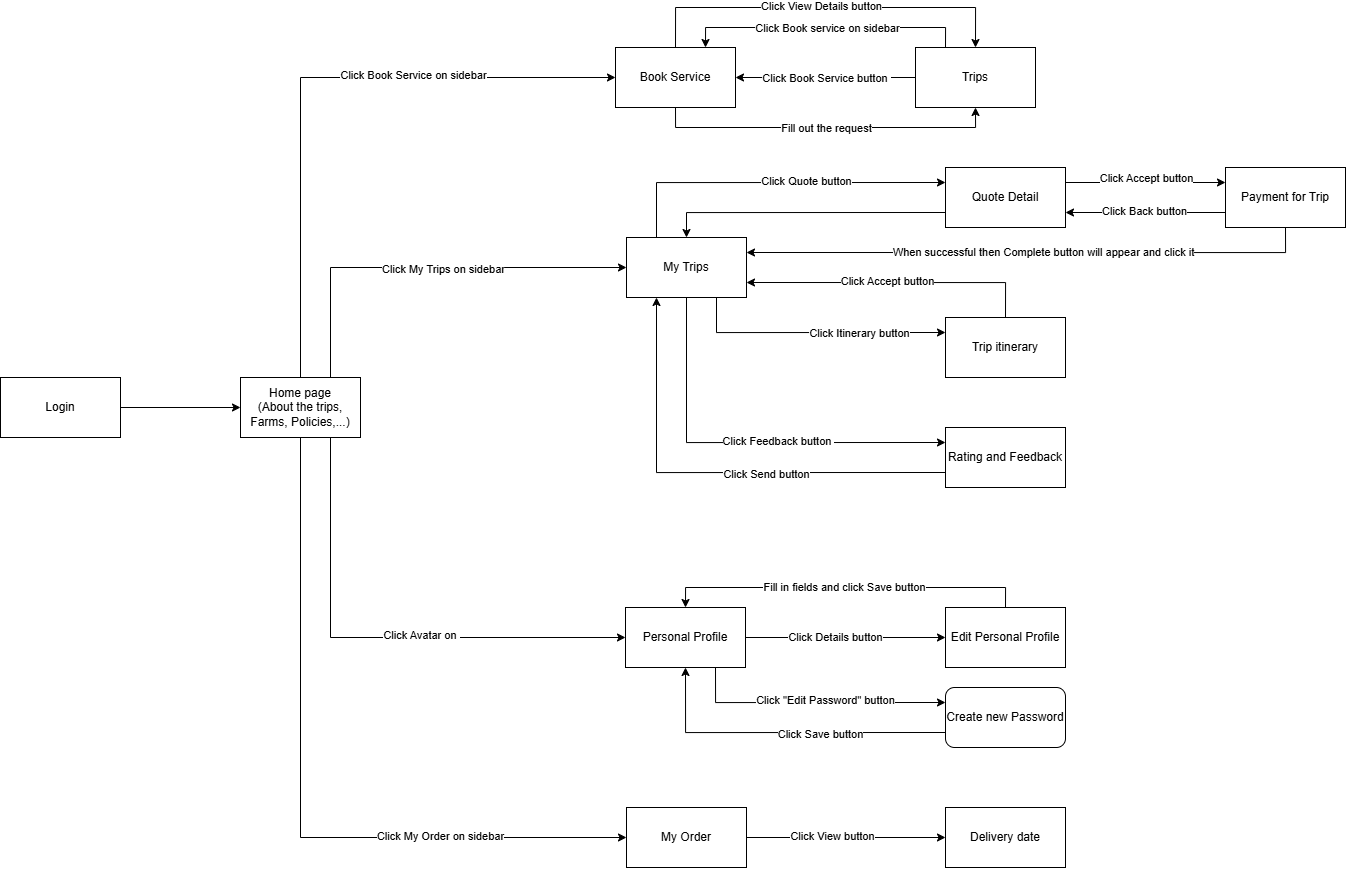 Click View Details button
Click Book service on sidebar
Click Book Service on sidebar
Book Service
Click Book Service button
Trips
Fill out the request
Click Quote button
Quote Detail
Click Accept button
Payment for Trip
Click Back button
When successful then Complete button will appear and click it
Click My Trips on sidebar
My Trips
Click Accept button
Click Itinerary button
Trip itinerary
Login
Home page
(About the trips,
Farms, Policies,...)
Click Feedback button
Rating and Feedback
Click Send button
Fill in fields and click Save button
Click Avatar on
Personal Profile
Click Details button
Edit Personal Profile
Click "Edit Password" button
Create new Password
Click Save button
Click My Order on sidebar
My Order
Click View button
Delivery date